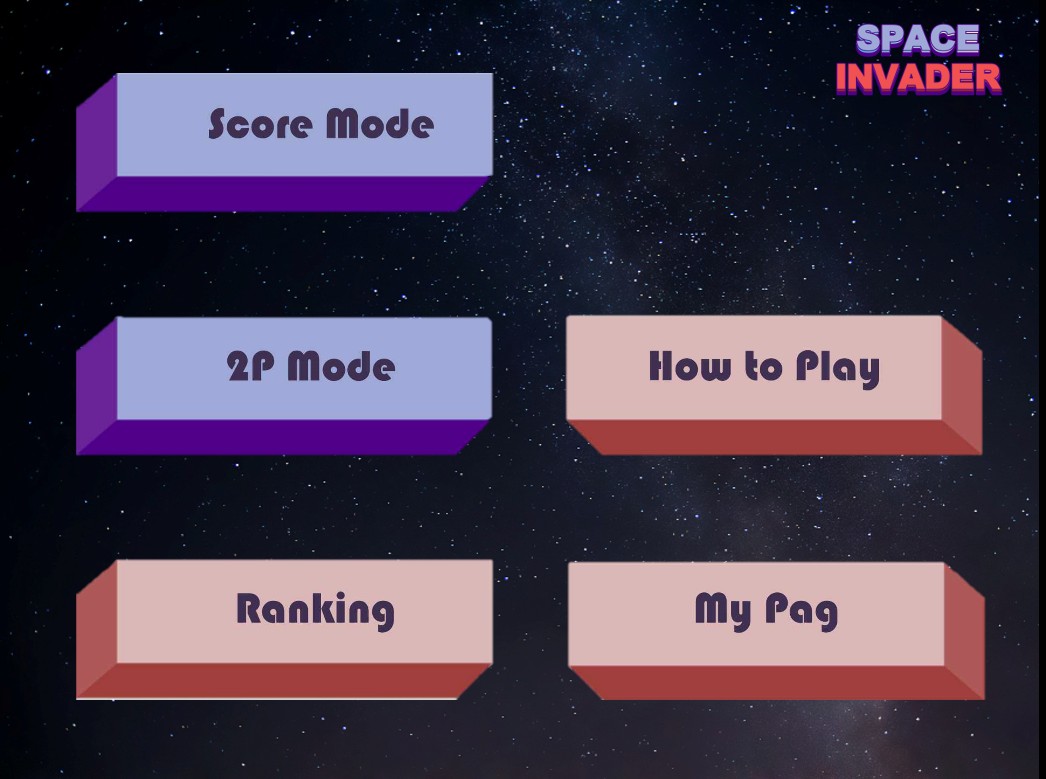 SPACE
INVADER
Score Mode
2P Mode
How to Play
Ranking
My Pag